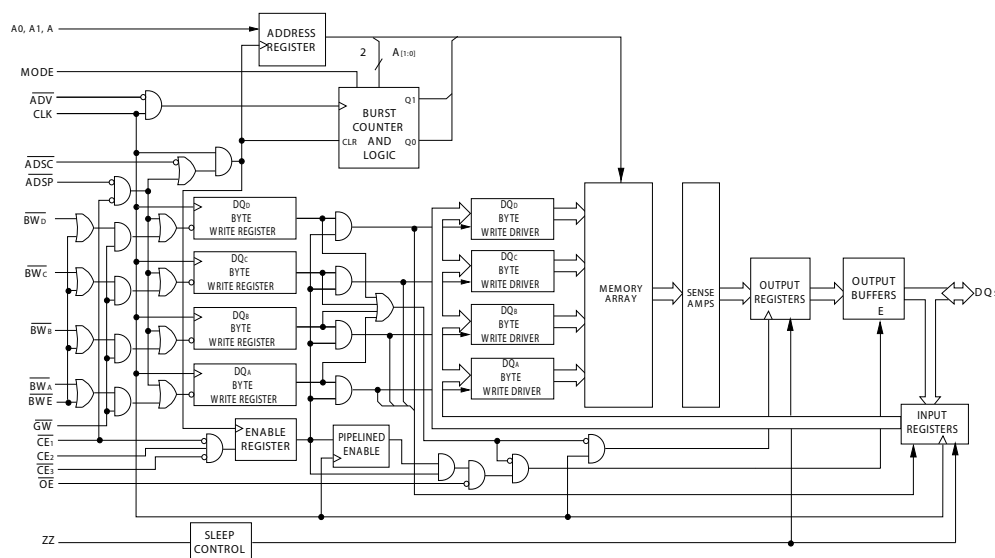 A0, A1, A
ADDRESS
REGISTER
2
A[1:0]
MODE
ADV
CLK
BURST
COUNTER
AND
LOGIC
CLR
Q1
Q0
ADSC
ADSP
BWD
DQD
BYTE
WRITE REGISTER
DQD
BYTE
WRITE DRIVER
BWC
DQC
BYTE
WRITE REGISTER
DQC
BYTE
WRITE DRIVER
MEMORY
ARRAY
SENSE
AMPS
OUTPUT
REGISTERS
OUTPUT
BUFFERS
E
DQs
BWB
DQB
BYTE
WRITE REGISTER
DQB
BYTE
WRITE DRIVER
BWA
BWE
DQA
BYTE
WRITE REGISTER
DQA
BYTE
WRITE DRIVER
GW
CE1
CE2
CE3
OE
ENABLE
REGISTER
PIPELINED
ENABLE
INPUT
REGISTERS
ZZ
SLEEP
CONTROL